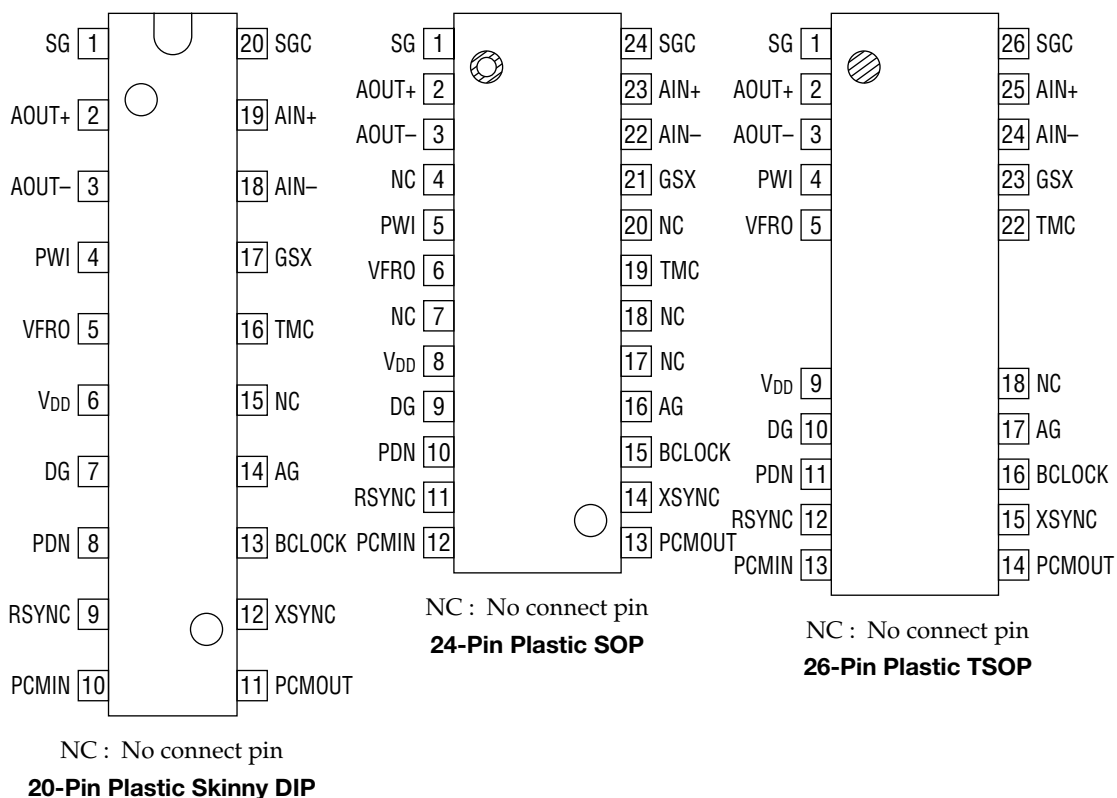 SG 1 20 SGC
AOUT+ 2 19 AIN+
AOUT– 3 18 AIN–
PWI 4 17 GSX
VFRO 5 16 TMC
VDD 6 15 NC
DG 7 14 AG
PDN 8 13 BCLOCK
RSYNC 9 12 XSYNC
PCMIN 10 11 PCMOUT
NC : No connect pin
20-Pin Plastic Skinny DIP
SG 1 24 SGC
AOUT+ 2 23 AIN+
AOUT– 3 22 AIN–
NC 4 21 GSX
PWI 5 20 NC
VFRO 6 19 TMC
NC 7 18 NC
VDD 8 17 NC
DG 9 16 AG
PDN 10 15 BCLOCK
RSYNC 11 14 XSYNC
PCMIN 12 13 PCMOUT
NC : No connect pin
24-Pin Plastic SOP
SG 1 26 SGC
AOUT+ 2 25 AIN+
AOUT– 3 24 AIN–
PWI 4 23 GSX
VFRO 5 22 TMC
VDD 9 18 NC
DG 10 17 AG
PDN 11 16 BCLOCK
RSYNC 12 15 XSYNC
PCMIN 13 14 PCMOUT
NC : No connect pin
26-Pin Plastic TSOP